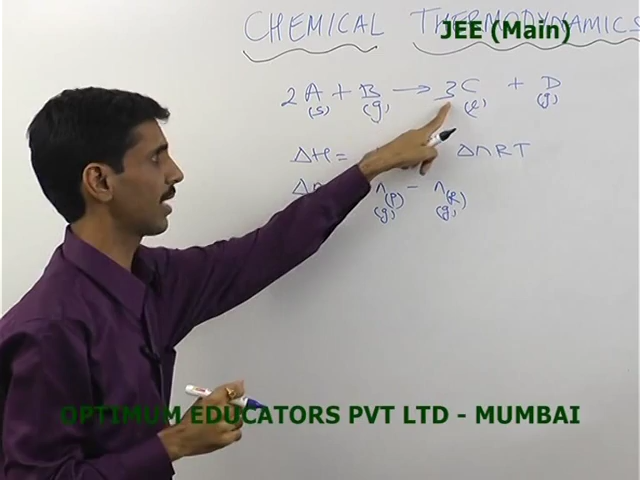 CHEMICAL THERMODYNAMICS
JEE (Main)
2A(s) + B(g) → 3C(l) + D(g)
ΔH = ΔnRT
Δn n(P)(g) - n(R)(g)
OPTIMUM EDUCATORS PVT LTD - MUMBAI